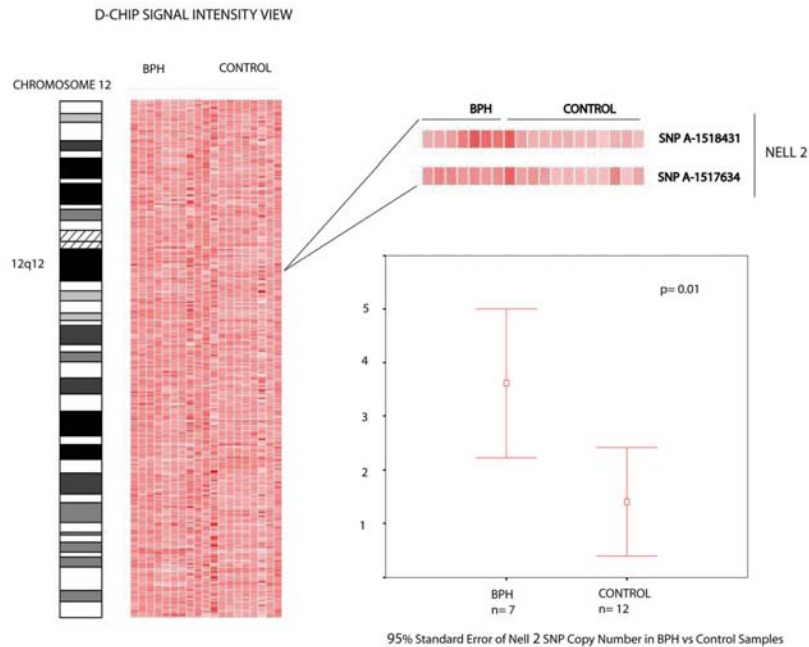 D-CHIP SIGNAL INTENSITY VIEW
BPH CONTROL
CHROMOSOME 12
12q12
BPH CONTROL
SNP A-1518431
SNP A-1517634
NELL 2
p= 0.01
5
4
3
2
1
BPH CONTROL
n= 7 n= 12
95% Standard Error of Nell 2 SNP Copy Number in BPH vs Control Samples